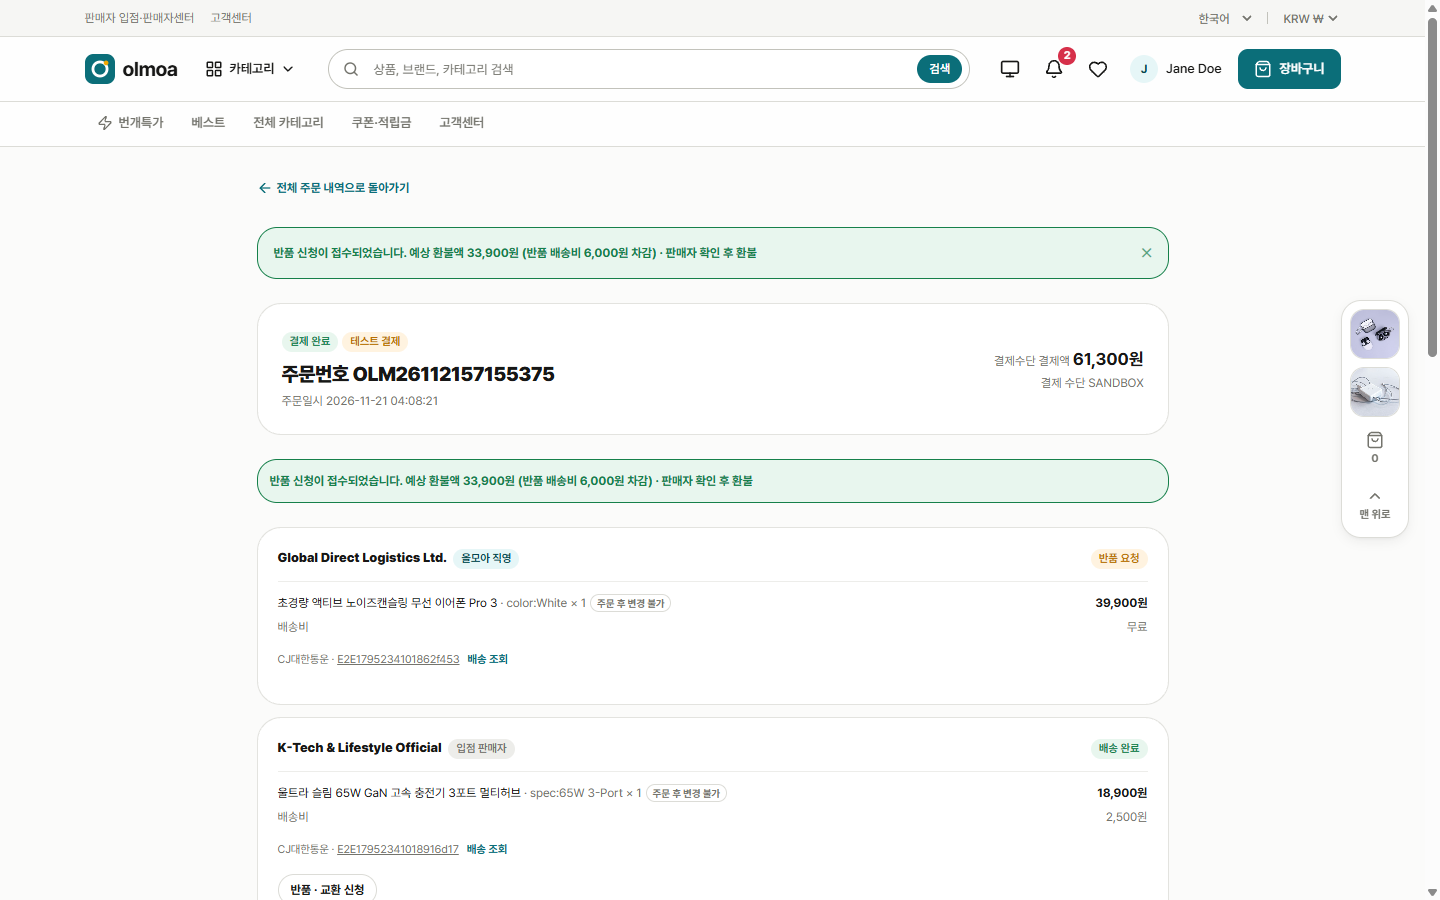 판매자 입점·판매자센터 고객센터 한국어 KRW ₩
olmoa 카테고리 상품, 브랜드, 카테고리 검색 검색 2 J Jane Doe 장바구니
번개특가 베스트 전체 카테고리 쿠폰·적립금 고객센터
전체 주문 내역으로 돌아가기
반품 신청이 접수되었습니다. 예상 환불액 33,900원 (반품 배송비 6,000원 차감) · 판매자 확인 후 환불
결제 완료 테스트 결제
주문번호 OLM26112157155375
주문일시 2026-11-21 04:08:21
결제수단 결제액 61,300원
결제 수단 SANDBOX
반품 신청이 접수되었습니다. 예상 환불액 33,900원 (반품 배송비 6,000원 차감) · 판매자 확인 후 환불
Global Direct Logistics Ltd. 올모아 직영 반품 요청
초경량 액티브 노이즈캔슬링 무선 이어폰 Pro 3 · color:White × 1 주문 후 변경 불가 39,900원
배송비 무료
CJ대한통운 · E2E1795234101862f453 배송 조회
K-Tech & Lifestyle Official 입점 판매자 배송 완료
울트라 슬림 65W GaN 고속 충전기 3포트 멀티허브 · spec:65W 3-Port × 1 주문 후 변경 불가 18,900원
배송비 2,500원
CJ대한통운 · E2E17952341018916d17 배송 조회
반품 · 교환 신청
0
맨 위로